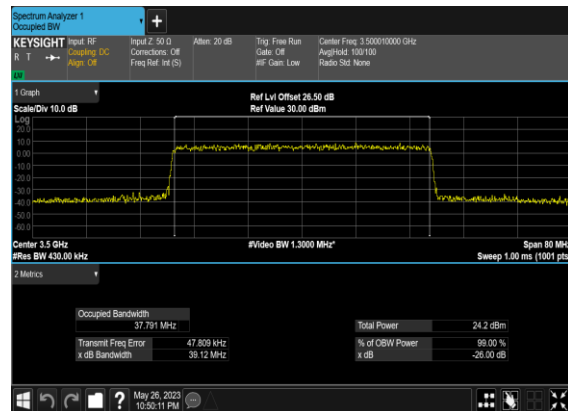 Spectrum Analyzer 1
Occupied BW
KEYSIGHT Input: RF Input Z: 50 Ω Atten: 20 dB Trig: Free Run Center Freq: 3.500010000 GHz
R T Coupling: DC Corrections: Off Gate: Off Avg|Hold: 100/100
Align: Off Freq Ref: Int (S) #IF Gain: Low Radio Std: None
1 Graph
Ref Lvl Offset 26.50 dB
Scale/Div 10.0 dB Ref Value 30.00 dBm
Log
20.0
10.0
0.00
-10.0
-20.0
-30.0
-40.0
-50.0
-60.0
Center 3.5 GHz #Video BW 1.3000 MHz* Span 80 MHz
#Res BW 430.00 kHz Sweep 1.00 ms (1001 pts)
2 Metrics
Occupied Bandwidth
37.791 MHz Total Power 24.2 dBm
Transmit Freq Error 47.809 kHz % of OBW Power 99.00 %
x dB Bandwidth 39.12 MHz x dB -26.00 dB
? May 26, 2023
10:50:11 PM